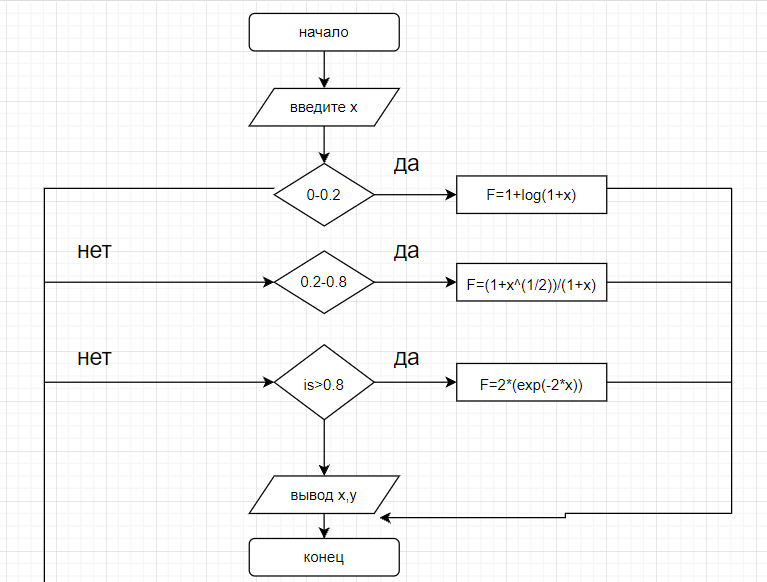 начало
введите x
да
0-0.2
F=1+log(1+x)
нет
да
0.2-0.8
F=(1+x^(1/2))/(1+x)
нет
да
is>0.8
F=2*(exp(-2*x))
вывод x,y
конец